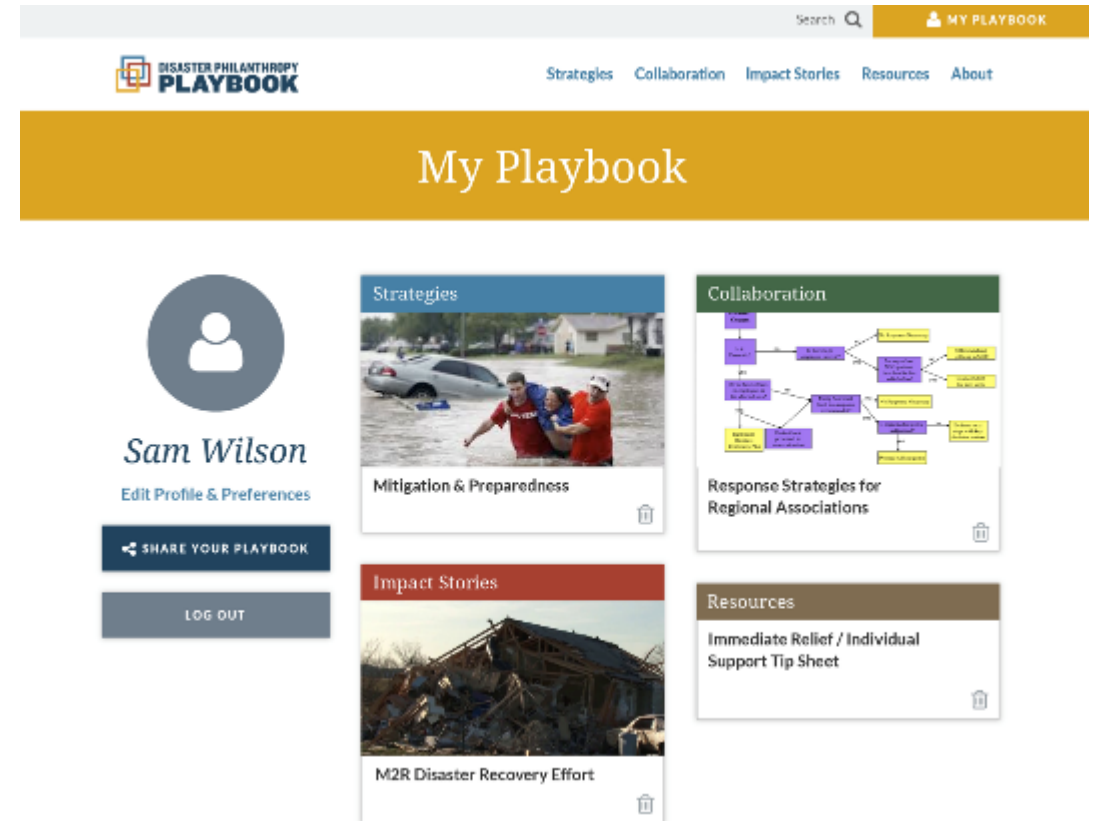 Search
MY PLAYBOOK
DISASTER PHILANTHROPY
PLAYBOOK
Strategies Collaboration Impact Stories Resources About
My Playbook
Sam Wilson
Edit Profile & Preferences
SHARE YOUR PLAYBOOK
LOG OUT
Strategies
Mitigation & Preparedness
Collaboration
Response Strategies for
Regional Associations
Impact Stories
M2R Disaster Recovery Effort
Resources
Immediate Relief / Individual
Support Tip Sheet